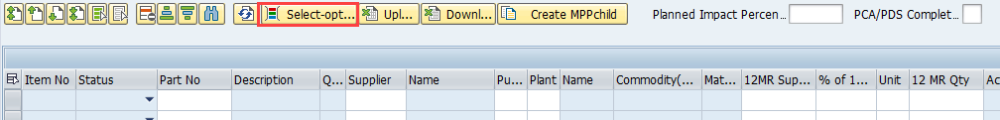 Select-opt... Upl... Downl... Create MPPchild Planned Impact Percen... PCA/PDS Complet...
Item No Status Part No Description Q... Supplier Name Pu... Plant Name Commodity(... Mat... 12MR Sup... % of 1... Unit 12 MR Qty Ac